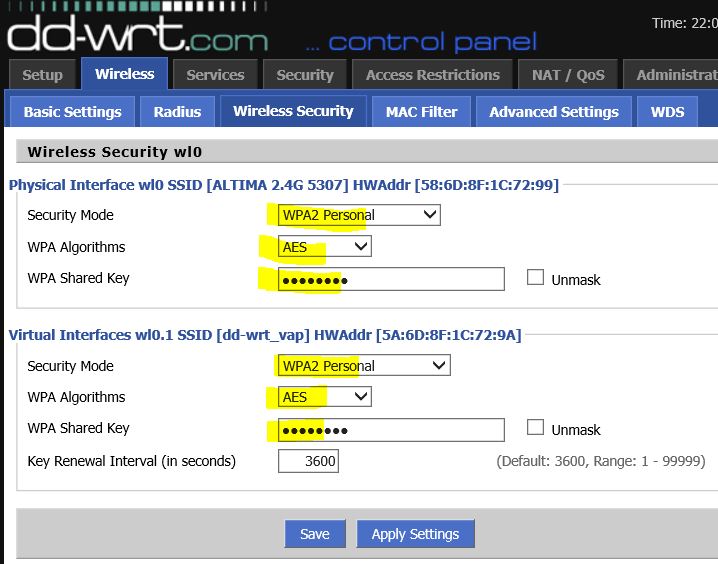 dd-wrt.com ... control panel
Time: 22:0
Setup Wireless Services Security Access Restrictions NAT / QoS Administrat
Basic Settings Radius Wireless Security MAC Filter Advanced Settings WDS
Wireless Security wl0
Physical Interface wl0 SSID [ALTIMA 2.4G 5307] HWAddr [58:6D:8F:1C:72:99]
Security Mode WPA2 Personal
WPA Algorithms AES
WPA Shared Key ●●●●●●●● Unmask
Virtual Interfaces wl0.1 SSID [dd-wrt_vap] HWAddr [5A:6D:8F:1C:72:9A]
Security Mode WPA2 Personal
WPA Algorithms AES
WPA Shared Key ●●●●●●●● Unmask
Key Renewal Interval (in seconds) 3600 (Default: 3600, Range: 1 - 99999)
Save Apply Settings